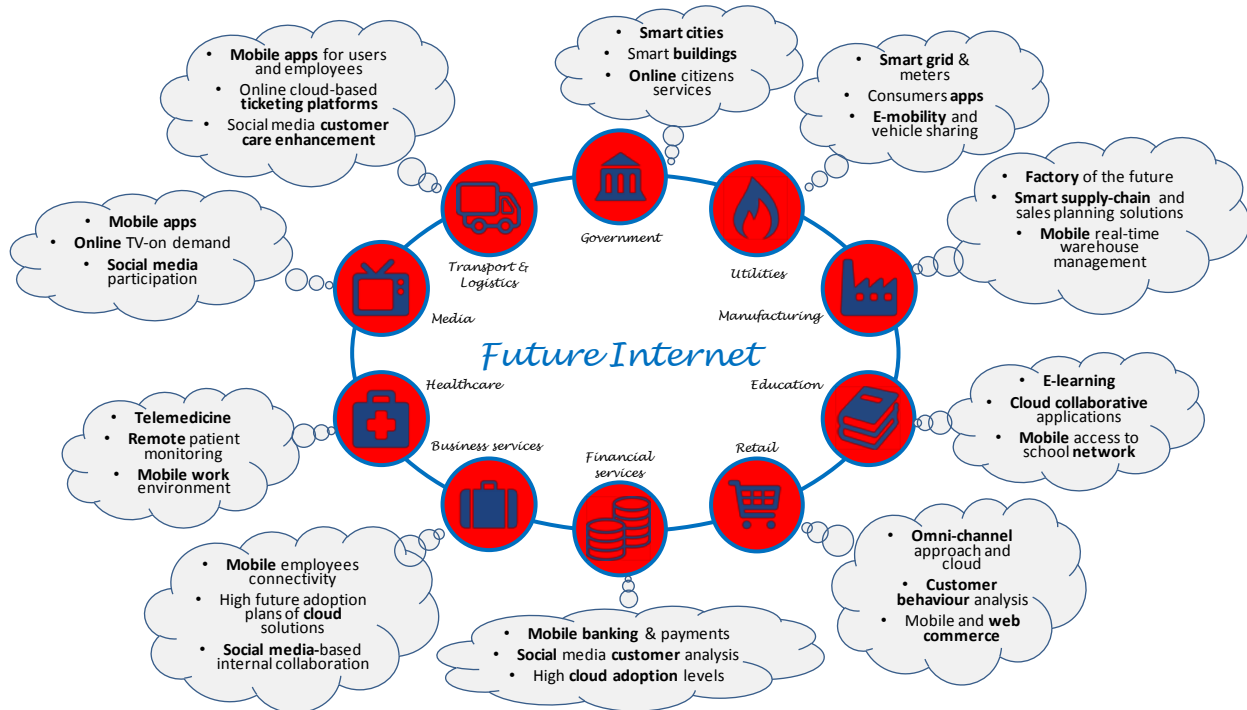 • Mobile apps for users
and employees
• Online cloud-based
ticketing platforms
• Social media customer
care enhancement
• Smart cities
• Smart buildings
• Online citizens
services
• Smart grid &
meters
• Consumers apps
• E-mobility and
vehicle sharing
• Factory of the future
• Smart supply-chain and
sales planning solutions
• Mobile real-time
warehouse
management
• Mobile apps
• Online TV-on demand
• Social media
participation
Government
Transport &
Logistics
Utilities
Media
Manufacturing
Future Internet
Healthcare
Education
Business services
Financial
services
Retail
• Telemedicine
• Remote patient
monitoring
• Mobile work
environment
• E-learning
• Cloud collaborative
applications
• Mobile access to
school network
• Mobile employees
connectivity
• High future adoption
plans of cloud
solutions
• Social media-based
internal collaboration
• Mobile banking & payments
• Social media customer analysis
• High cloud adoption levels
• Omni-channel
approach and
cloud
• Customer
behaviour analysis
• Mobile and web
commerce